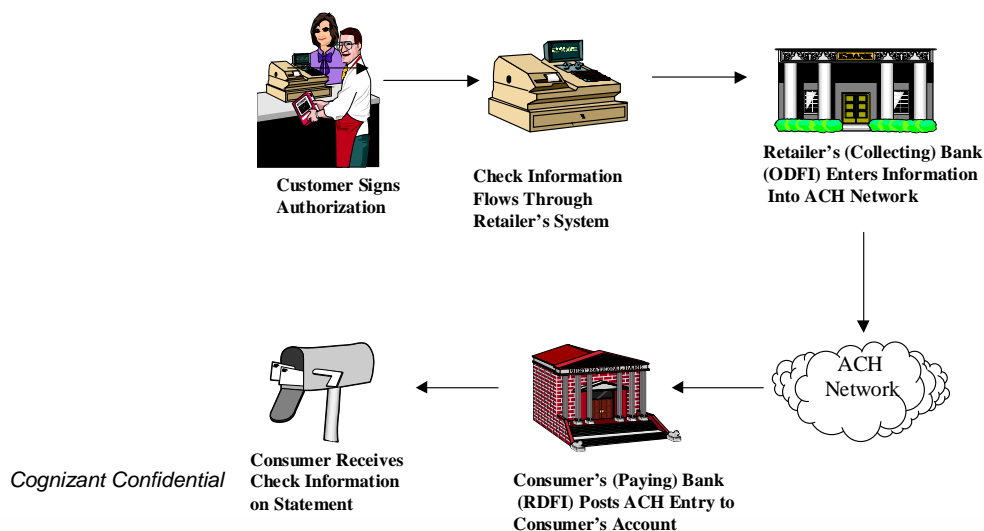 BANK
Customer Signs
Authorization
Check Information
Flows Through
Retailer's System
Retailer's (Collecting) Bank
(ODFI) Enters Information
Into ACH Network
ACH
Network
Consumer's (Paying) Bank
(RDFI) Posts ACH Entry to
Consumer's Account
Consumer Receives
Check Information
on Statement
Cognizant Confidential